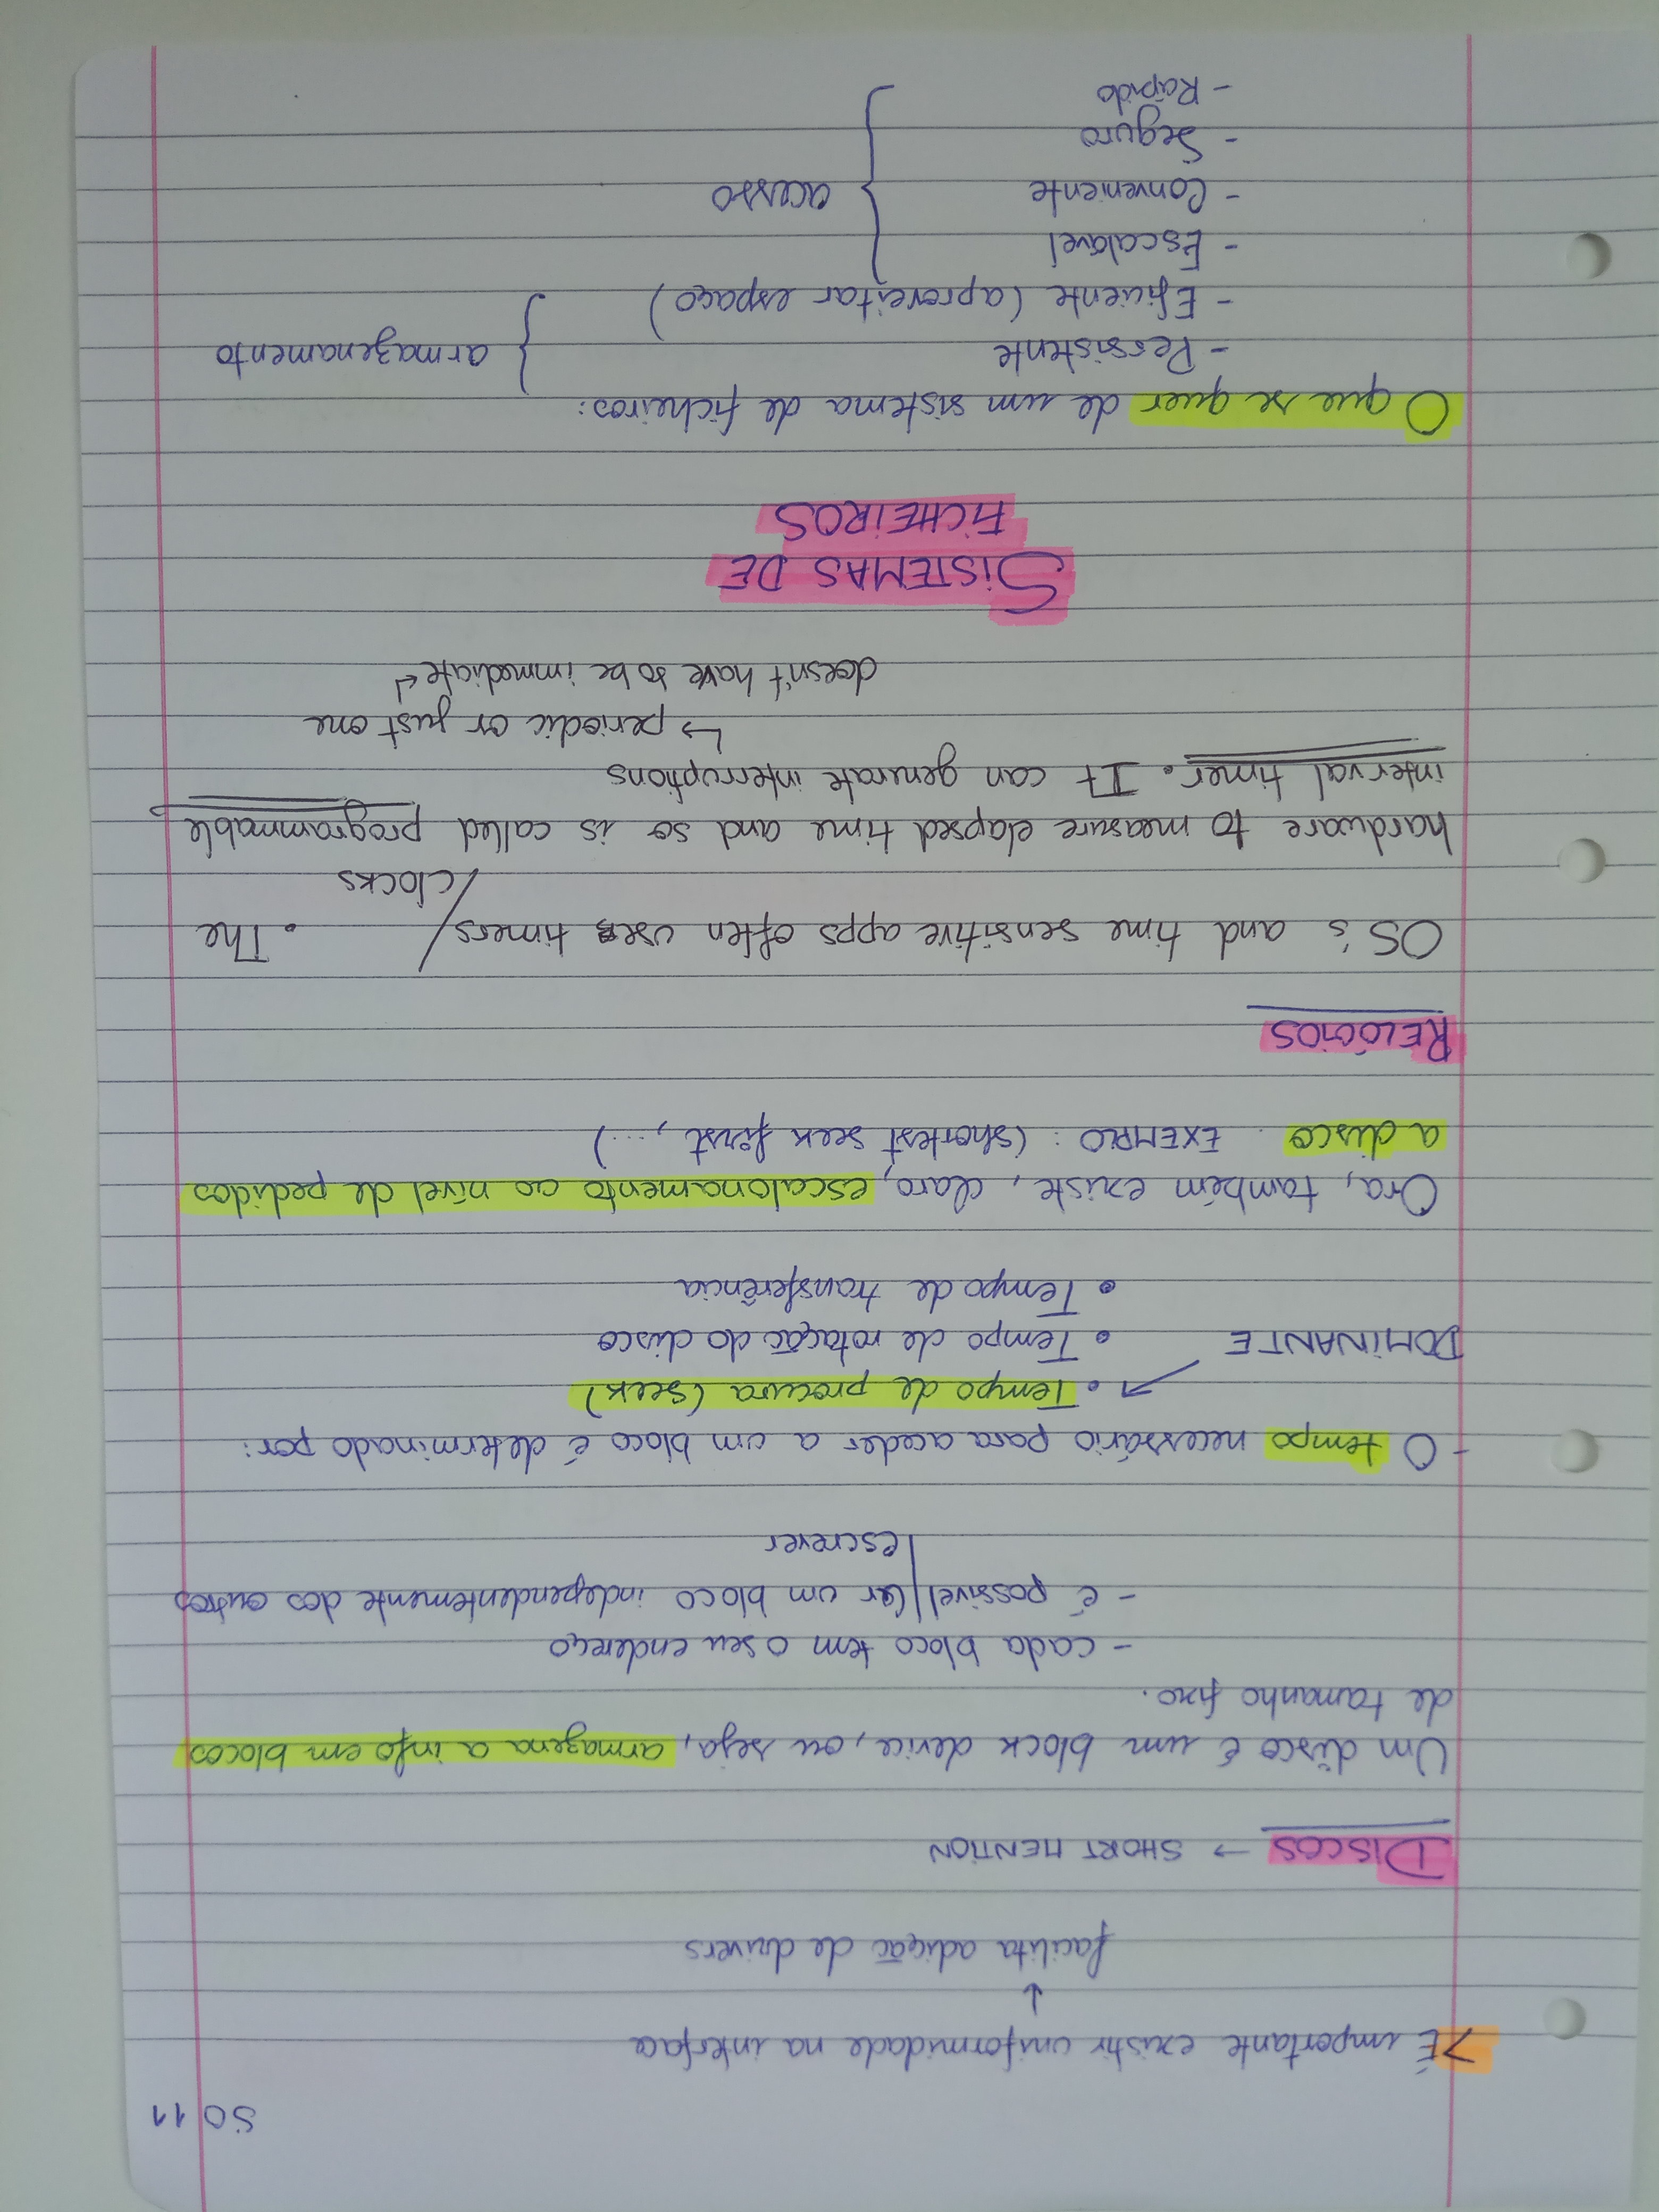 SO 11
>É importante existir uniformidade na interface
↓
facilita adição de drivers
DISCOS → SHORT MENTION
Um disco é um block device, ou seja, armazena a info em blocos
de tamanho fixo.
- cada bloco tem o seu endereço
- é possivel | ler um bloco independentemente dos outros
| escrever
- O tempo necessário para aceder a um bloco é determinado por:
• Tempo de procura (seek)
DOMINANTE ↗ • Tempo de rotação do disco
• Tempo de transferência
Ora, também existe, claro, escalonamento ao nível de pedidos
a disco. EXEMPLO : (shortest seek first, ...)
RELÓGIOS
OS's and time sensitive apps often use timers/ . The
/clocks
hardware to measure elapsed time and so is called programmable
interval timer. It can generate interruptions
↳ periodic or just one
doesn't have to be immediate ↲
SISTEMAS DE
FICHEIROS
O que se quer de um sistema de ficheiros:
- Persistente } armazenamento
- Eficiente (aproveitar espaço)
- Escalável
- Conveniente } acesso
- Seguro
- Rápido